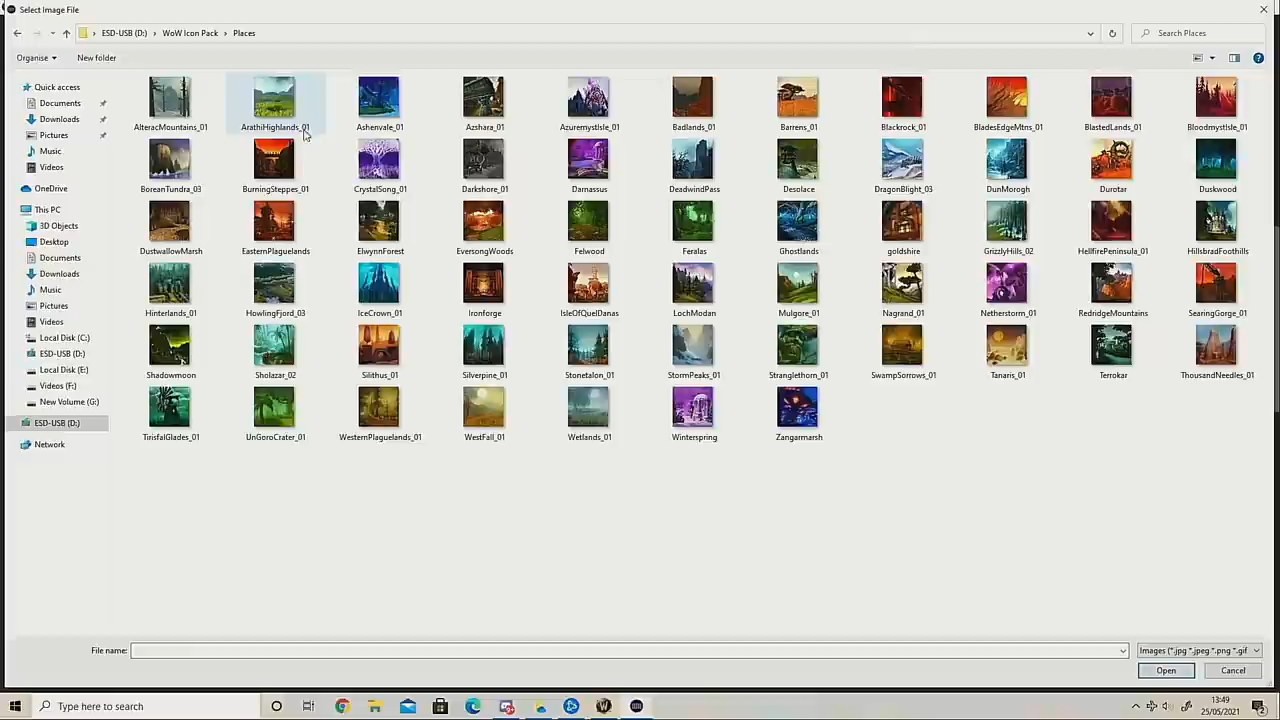 Select Image File
ESD-USB (D:) > WoW Icon Pack > Places
Search Places
Organise
New folder
Quick access
Documents
Downloads
Pictures
Music
Videos
OneDrive
This PC
3D Objects
Desktop
Documents
Downloads
Music
Pictures
Videos
Local Disk (C:)
ESD-USB (D:)
Local Disk (E:)
Videos (F:)
New Volume (G:)
ESD-USB (D:)
Network
AlteracMountains_01
ArathiHighlands_01
Ashenvale_01
Azshara_01
AzuremystIsle_01
Badlands_01
Barrens_01
Blackrock_01
BladesEdgeMtns_01
BlastedLands_01
BloodmystIsle_01
BoreanTundra_03
BurningSteppes_01
CrystalSong_01
Darkshore_01
Darnassus
DeadwindPass
Desolace
DragonBlight_03
DunMorogh
Durotar
Duskwood
DustwallowMarsh
EasternPlaguelands
ElwynnForest
EversongWoods
Felwood
Feralas
Ghostlands
goldshire
GrizzlyHills_02
HellfirePeninsula_01
HillsbradFoothills
Hinterlands_01
HowlingFjord_03
IceCrown_01
Ironforge
IsleOfQuelDanas
LochModan
Mulgore_01
Nagrand_01
Netherstorm_01
RedridgeMountains
SearingGorge_01
Shadowmoon
Sholazar_02
Silithus_01
Silverpine_01
Stonetalon_01
StormPeaks_01
Stranglethorn_01
SwampSorrows_01
Tanaris_01
Terrokar
ThousandNeedles_01
TirisfalGlades_01
UnGoroCrater_01
WesternPlaguelands_01
WestFall_01
Wetlands_01
Winterspring
Zangarmarsh
File name:
Images (*.jpg *.jpeg *.png *.gif
Open
Cancel
Type here to search
13:49
25/05/2021